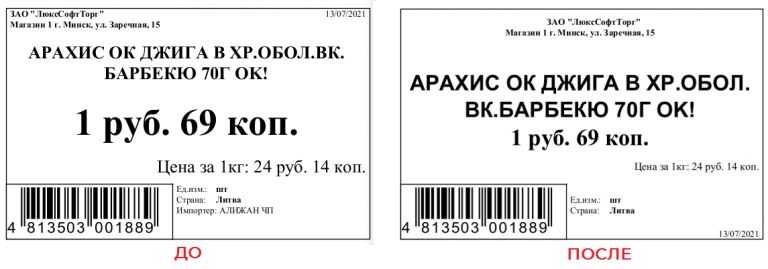 ЗАО "ЛюксСофтТорг"
13/07/2021
Магазин 1 г. Минск, ул. Заречная, 15
АРАХИС ОК ДЖИГА В ХР.ОБОЛ.ВК.
БАРБЕКЮ 70Г ОК!
1 руб. 69 коп.
Цена за 1кг: 24 руб. 14 коп.
Ед.изм.: шт
Страна: Литва
Импортер: АЛИЖАН ЧП
4 813503 001889
ДО
ЗАО "ЛюксСофтТорг"
Магазин 1 г. Минск, ул. Заречная, 15
АРАХИС ОК ДЖИГА В ХР.ОБОЛ.
ВК.БАРБЕКЮ 70Г ОК!
1 руб. 69 коп.
Цена за 1кг: 24 руб. 14 коп.
Ед.изм.: шт
Страна: Литва
4 813503 001889
13/07/2021
ПОСЛЕ